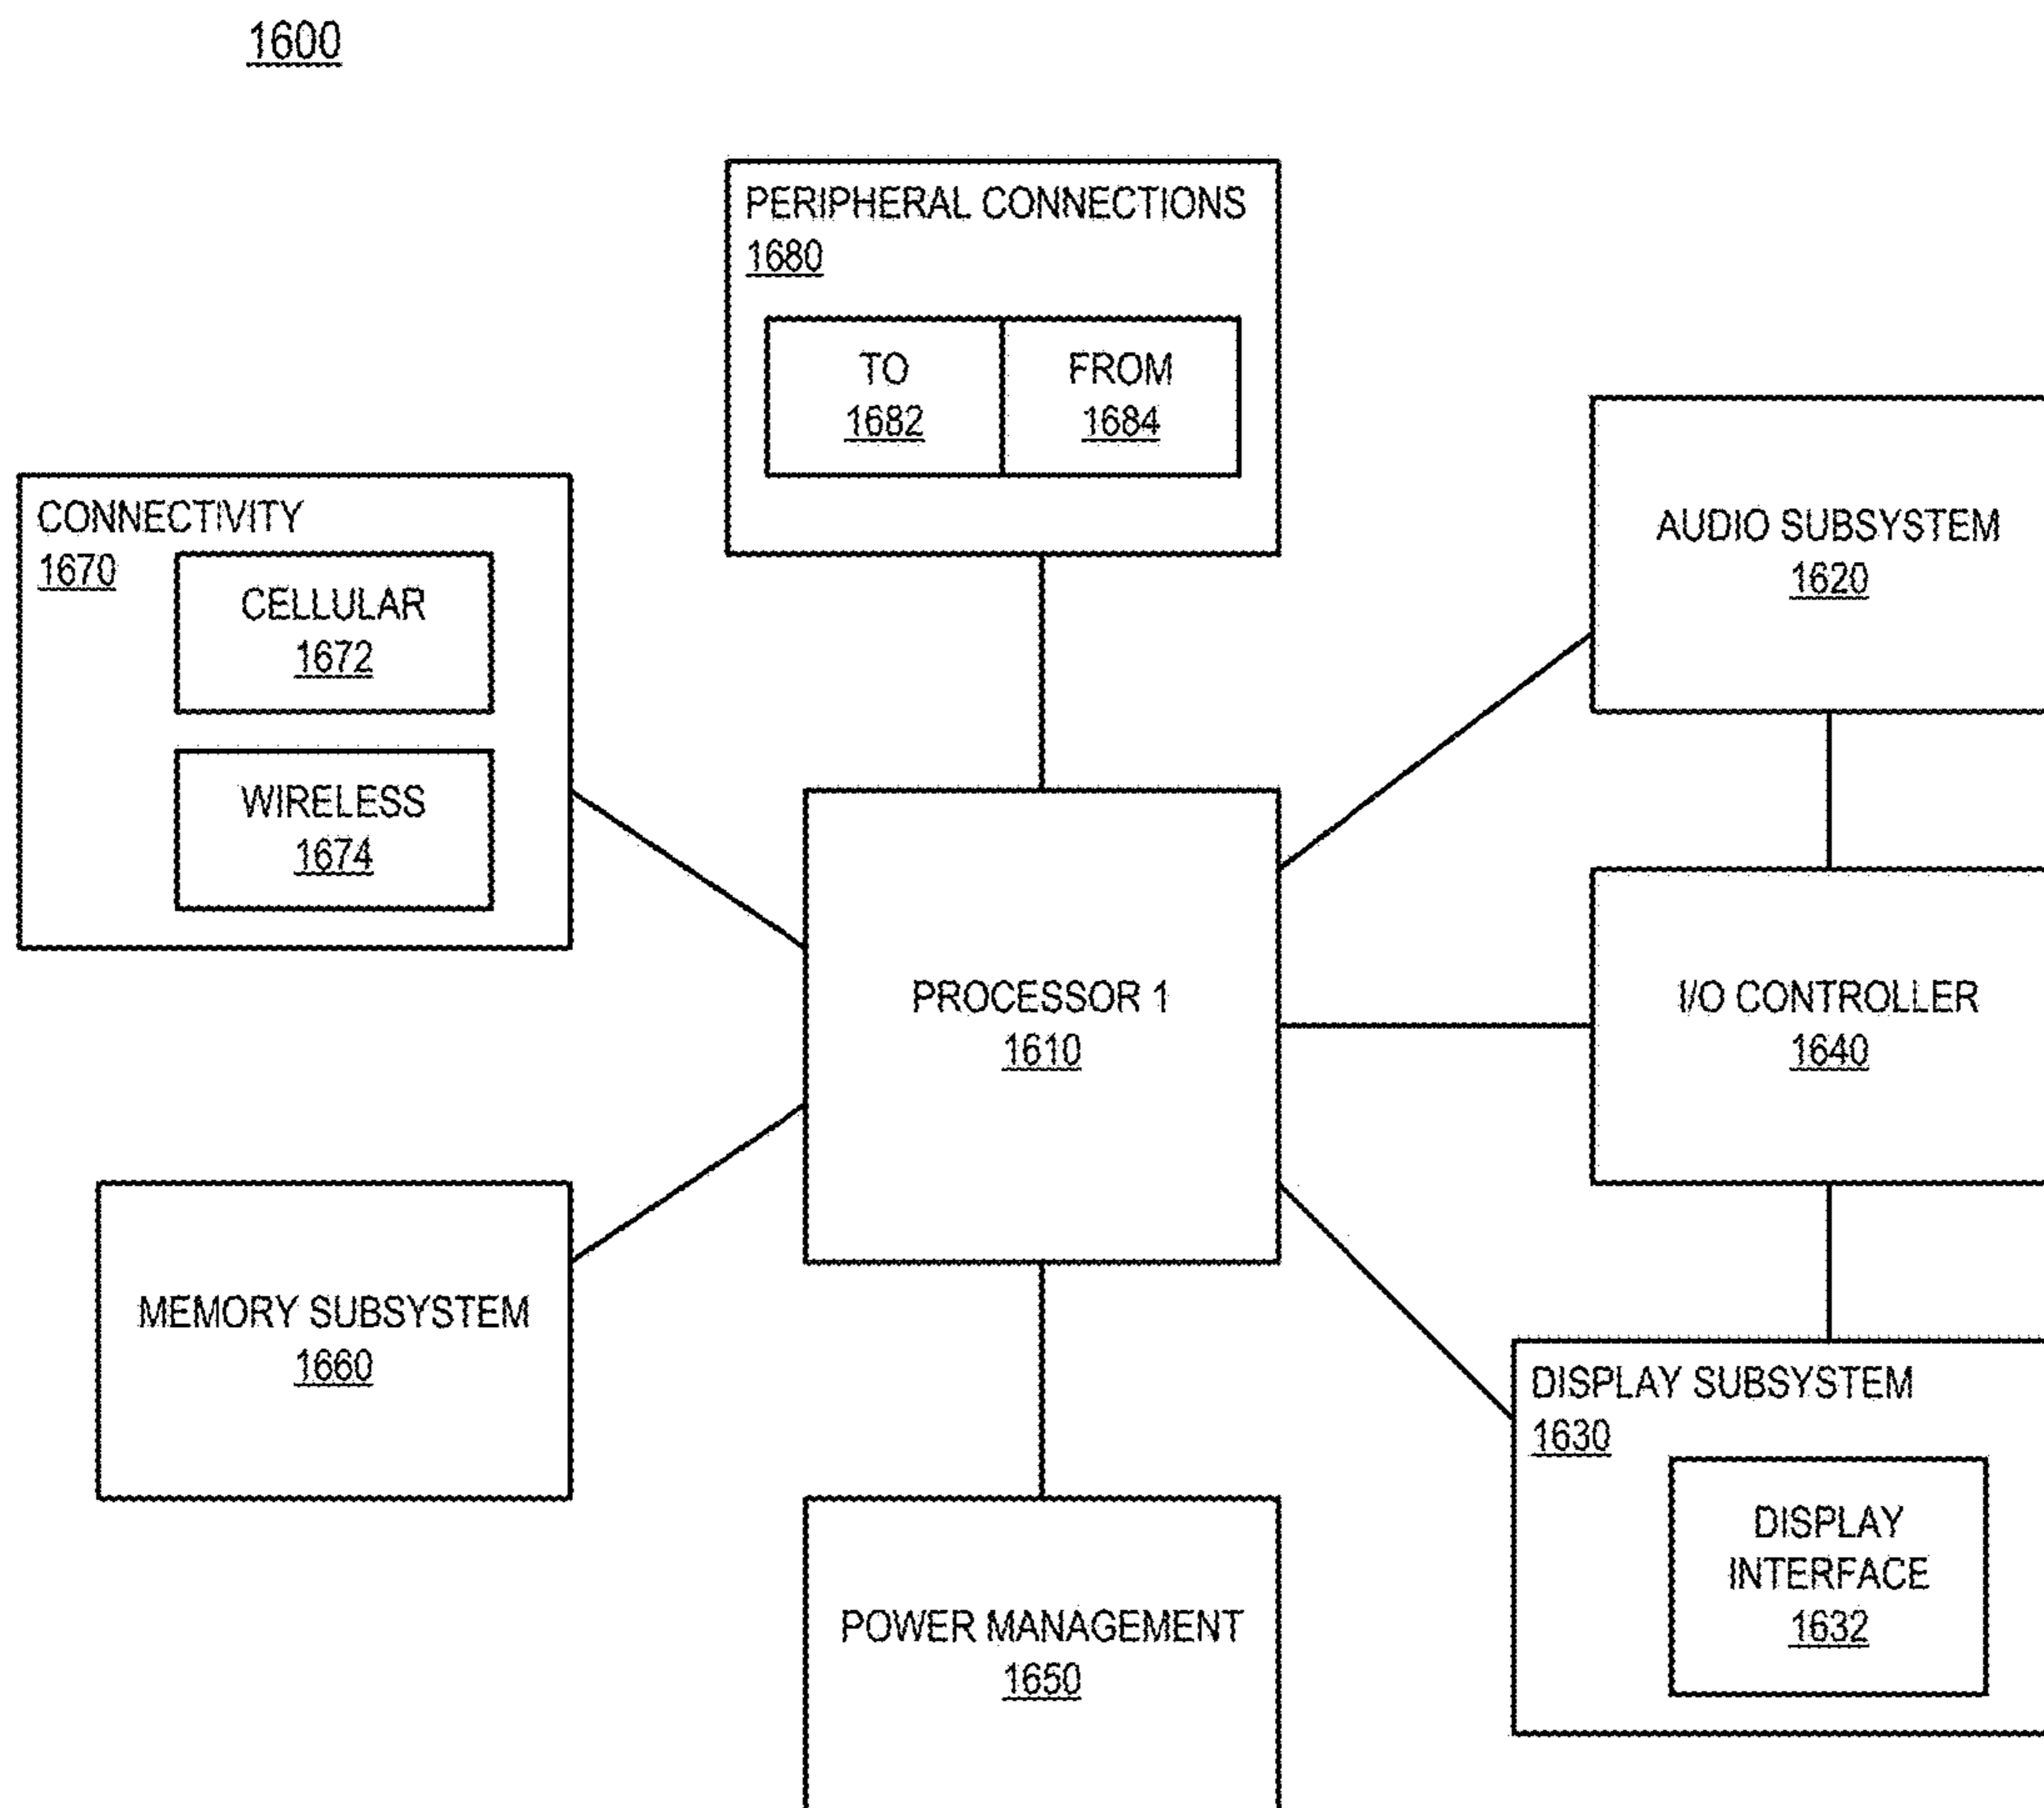 1600
PERIPHERAL CONNECTIONS
1680
TO
1682
FROM
1684
CONNECTIVITY
1670
CELLULAR
1672
WIRELESS
1674
AUDIO SUBSYSTEM
1620
PROCESSOR 1
1610
I/O CONTROLLER
1640
MEMORY SUBSYSTEM
1660
DISPLAY SUBSYSTEM
1630
DISPLAY
INTERFACE
1632
POWER MANAGEMENT
1650